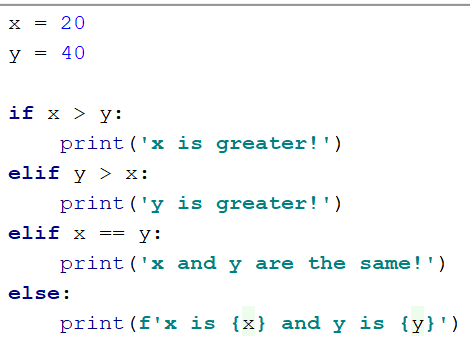 x = 20
y = 40

if x > y:
    print('x is greater!')
elif y > x:
    print('y is greater!')
elif x == y:
    print('x and y are the same!')
else:
    print(f'x is {x} and y is {y}')